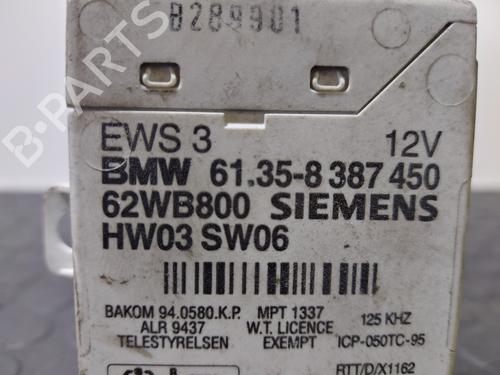 B289901
EWS 3 12V
BMW 61.35-8 387 450
62WB800 SIEMENS
HW03 SW06
BAKOM 94.0580.K.P. MPT 1337 125 KHZ
ALR 9437 W.T. LICENCE ICP-050TC-95
TELESTYRELSEN EXEMPT
RTT/D/X1162
B-PARTS